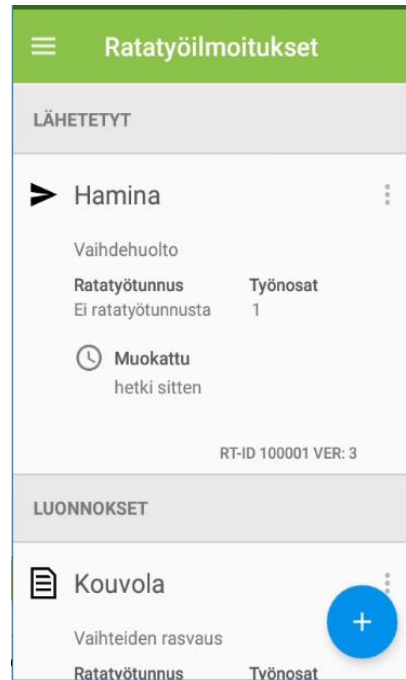 Ratatyöilmoitukset
LÄHETETYT
Hamina
Vaihdehuolto
Ratatyötunnus Työnosat
Ei ratatyötunnusta 1
Muokattu
hetki sitten
RT-ID 100001 VER: 3
LUONNOKSET
Kouvola
Vaihteiden rasvaus
Ratatyötunnus Työnosat